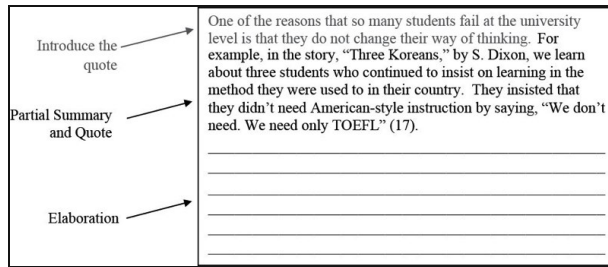 Introduce the
quote
Partial Summary
and Quote
Elaboration
One of the reasons that so many students fail at the university
level is that they do not change their way of thinking. For
example, in the story, “Three Koreans,” by S. Dixon, we learn
about three students who continued to insist on learning in the
method they were used to in their country. They insisted that
they didn’t need American-style instruction by saying, “We don’t
need. We need only TOEFL” (17).